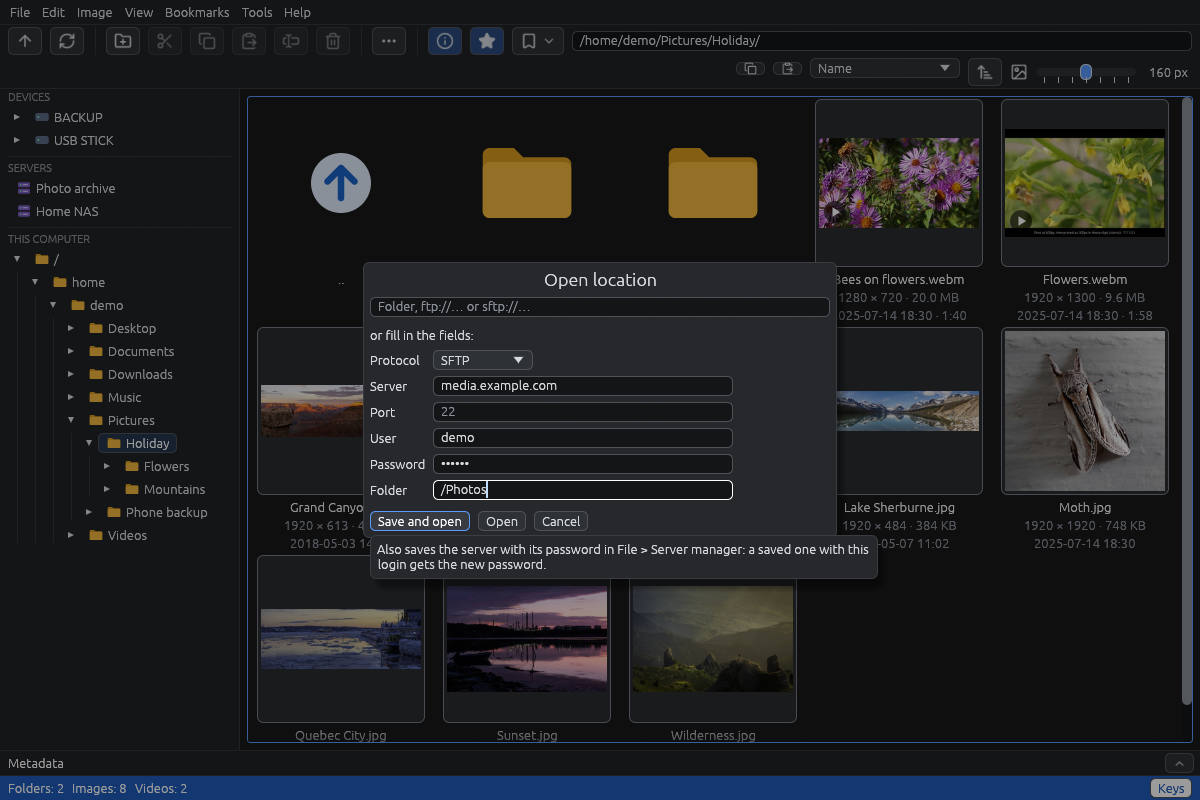 File Edit Image View Bookmarks Tools Help
/home/demo/Pictures/Holiday/
Name
160 px
DEVICES
BACKUP
USB STICK
SERVERS
Photo archive
Home NAS
THIS COMPUTER
/
home
demo
Desktop
Documents
Downloads
Music
Pictures
Holiday
Flowers
Mountains
Phone backup
Videos
..
Bees on flowers.webm
1280 × 720 · 20.0 MB
2025-07-14 18:30 · 1:40
Flowers.webm
1920 × 1300 · 9.6 MB
2025-07-14 18:30 · 1:58
Open location
Folder, ftp://... or sftp://...
or fill in the fields:
Protocol SFTP
Server media.example.com
Port 22
User demo
Password ••••••
Folder /Photos
Save and open Open Cancel
Also saves the server with its password in File > Server manager: a saved one with this
login gets the new password.
Grand Canyo
1920 × 613 · 4
2018-05-03 14
Lake Sherburne.jpg
1920 × 484 · 384 KB
-05-07 11:02
Moth.jpg
1920 × 1920 · 748 KB
2025-07-14 18:30
Quebec City.jpg
Sunset.jpg
Wilderness.jpg
Metadata
Folders: 2 Images: 8 Videos: 2
Keys